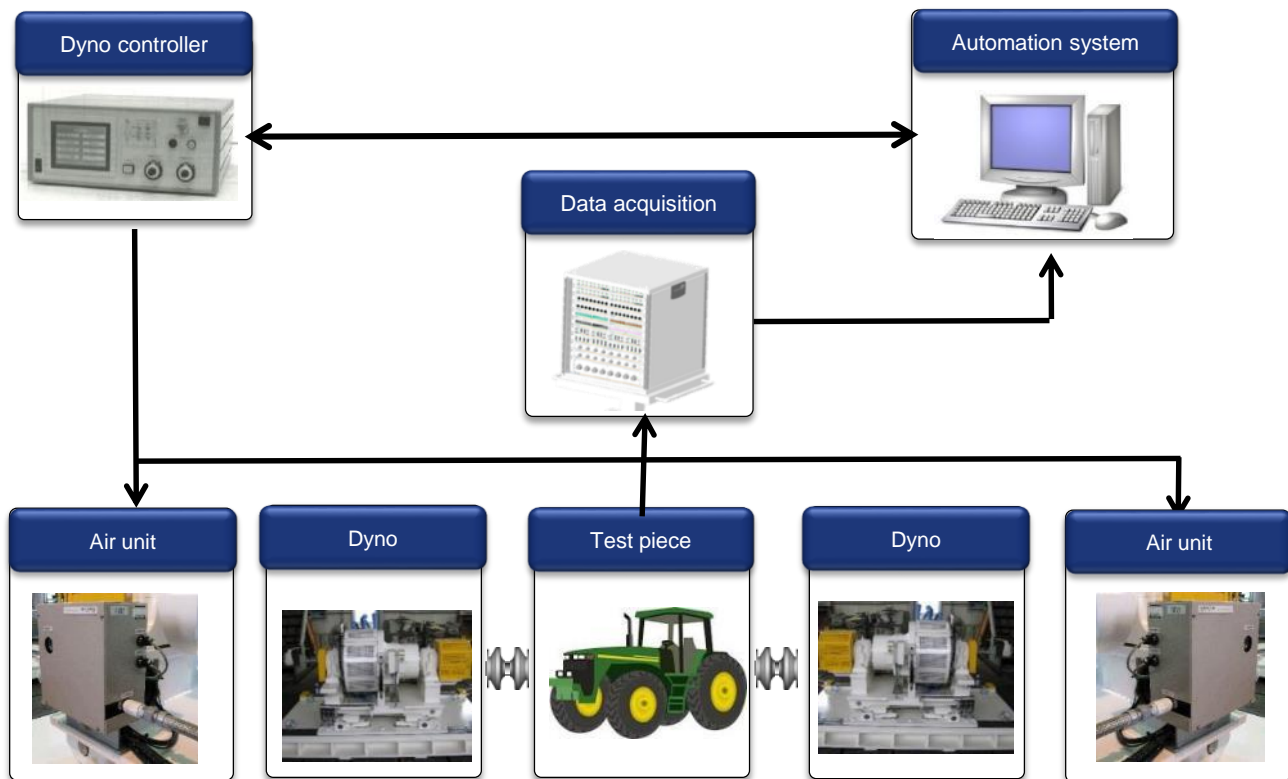 Dyno controller
Automation system
Data acquisition
Air unit
Dyno
Test piece
Dyno
Air unit